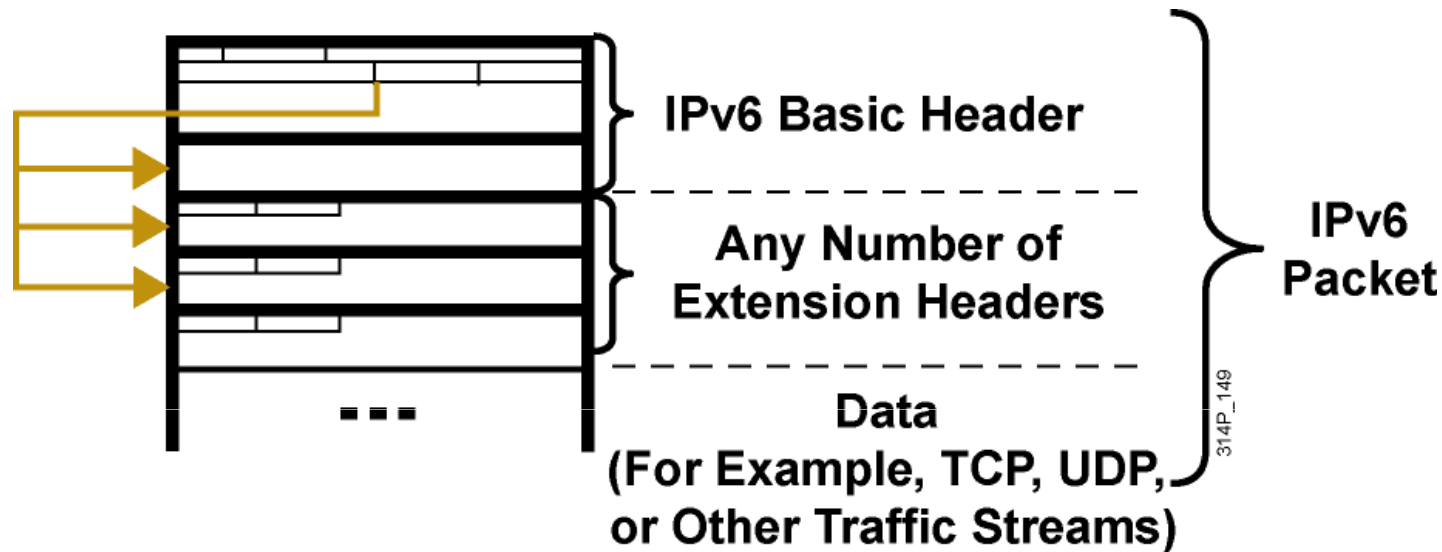 IPv6 Basic Header
Any Number of
Extension Headers
Data
(For Example, TCP, UDP,
or Other Traffic Streams)
IPv6
Packet
314P_149